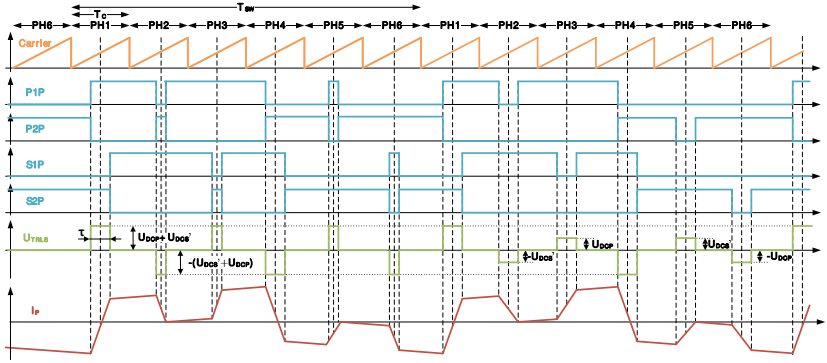 Tc
Tsw
PH6 PH1 PH2 PH3 PH4 PH5 PH6 PH1 PH2 PH3 PH4 PH5 PH6
Carrier
P1P
P2P
S1P
S2P
UTRLS
τ
UDCP+ UDCS'
-(UDCS'+UDCP)
-UDCS'
UDCP
UDCS'
-UDCP
IP